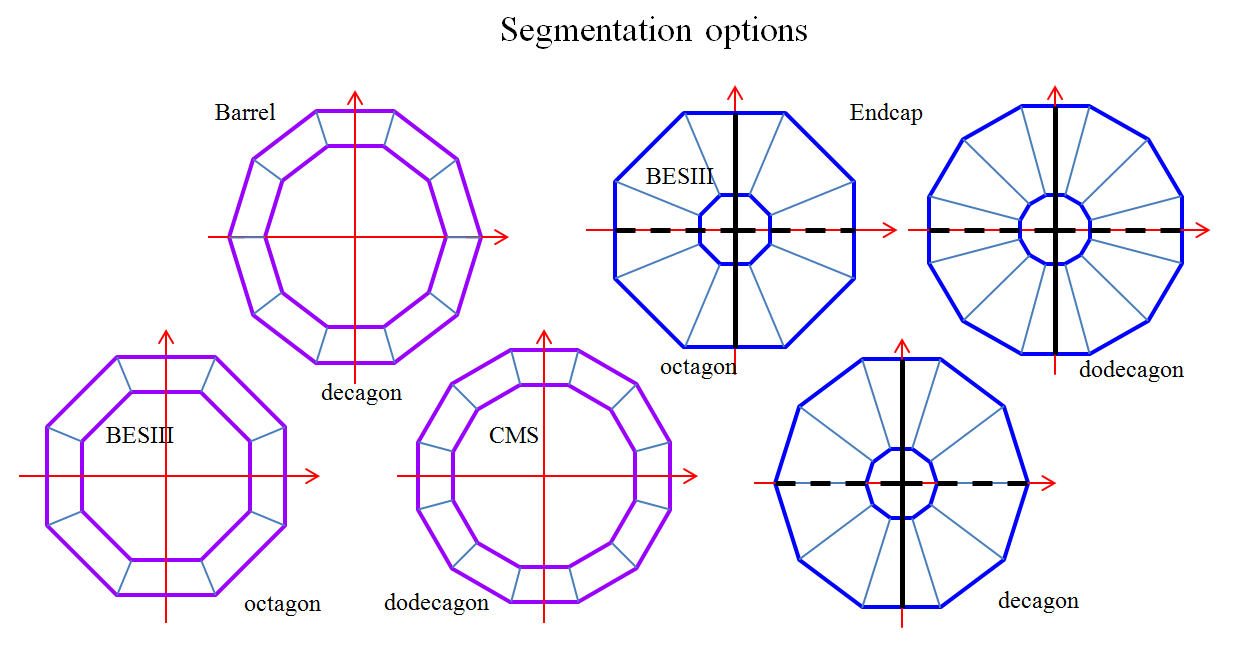 Segmentation options
Barrel
Endcap
BESIII
octagon
dodecagon
decagon
BESIII
CMS
octagon
dodecagon
decagon